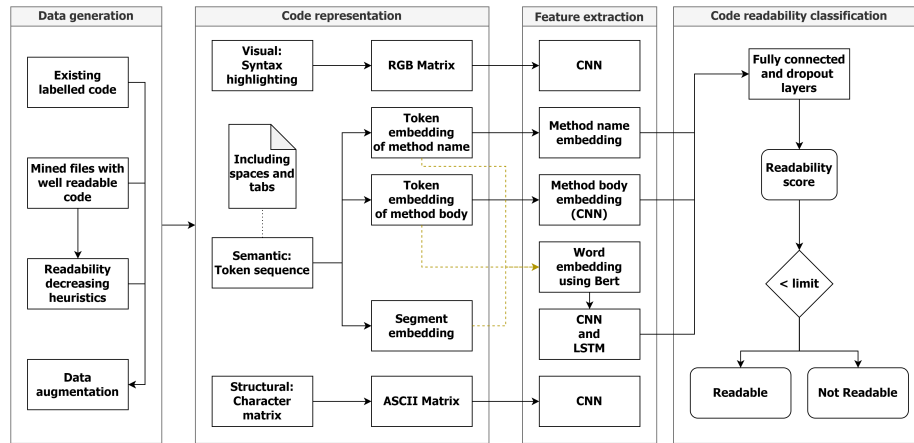 Data generation
Existing
labelled code
Mined files with
well readable
code
Readability
decreasing
heuristics
Data
augmentation
Code representation
Visual:
Syntax
highlighting
RGB Matrix
Including
spaces and
tabs
Token
embedding
of method name
Token
embedding
of method body
Semantic:
Token sequence
Segment
embedding
Structural:
Character
matrix
ASCII Matrix
Feature extraction
CNN
Method name
embedding
Method body
embedding
(CNN)
Word
embedding
using Bert
CNN
and
LSTM
CNN
Code readability classification
Fully connected
and dropout
layers
Readability
score
< limit
Readable
Not Readable